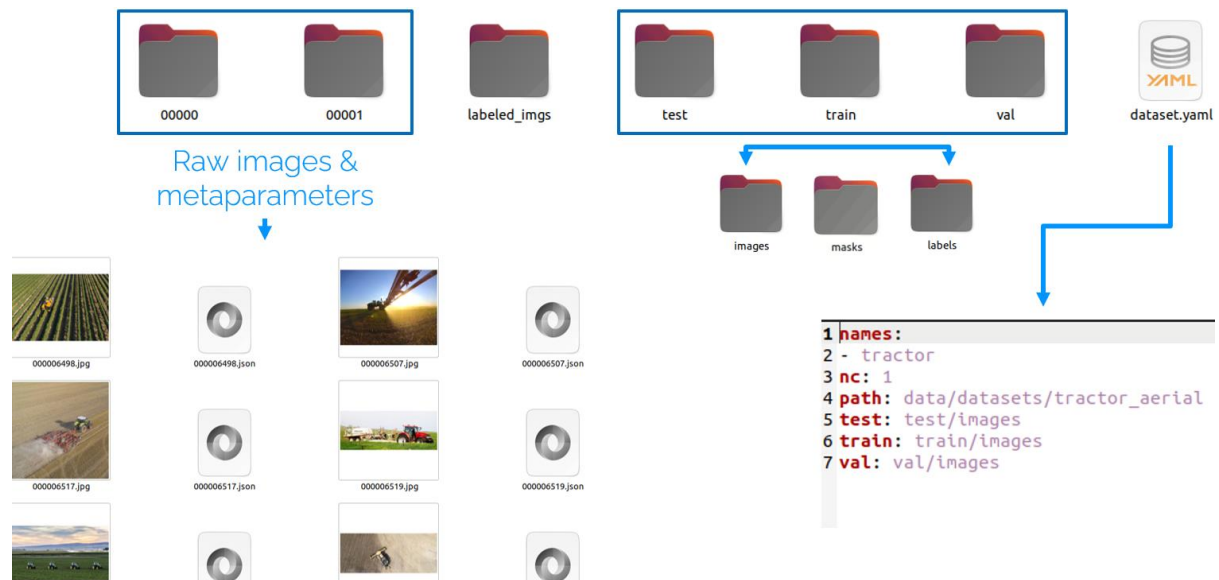 00000
00001
labeled_imgs
test
train
val
YAML
dataset.yaml
Raw images &
metaparameters
images
masks
labels
000006498.jpg
000006498.json
000006507.jpg
000006507.json
000006517.jpg
000006517.json
000006519.jpg
000006519.json
1 names:
2 - tractor
3 nc: 1
4 path: data/datasets/tractor_aerial
5 test: test/images
6 train: train/images
7 val: val/images